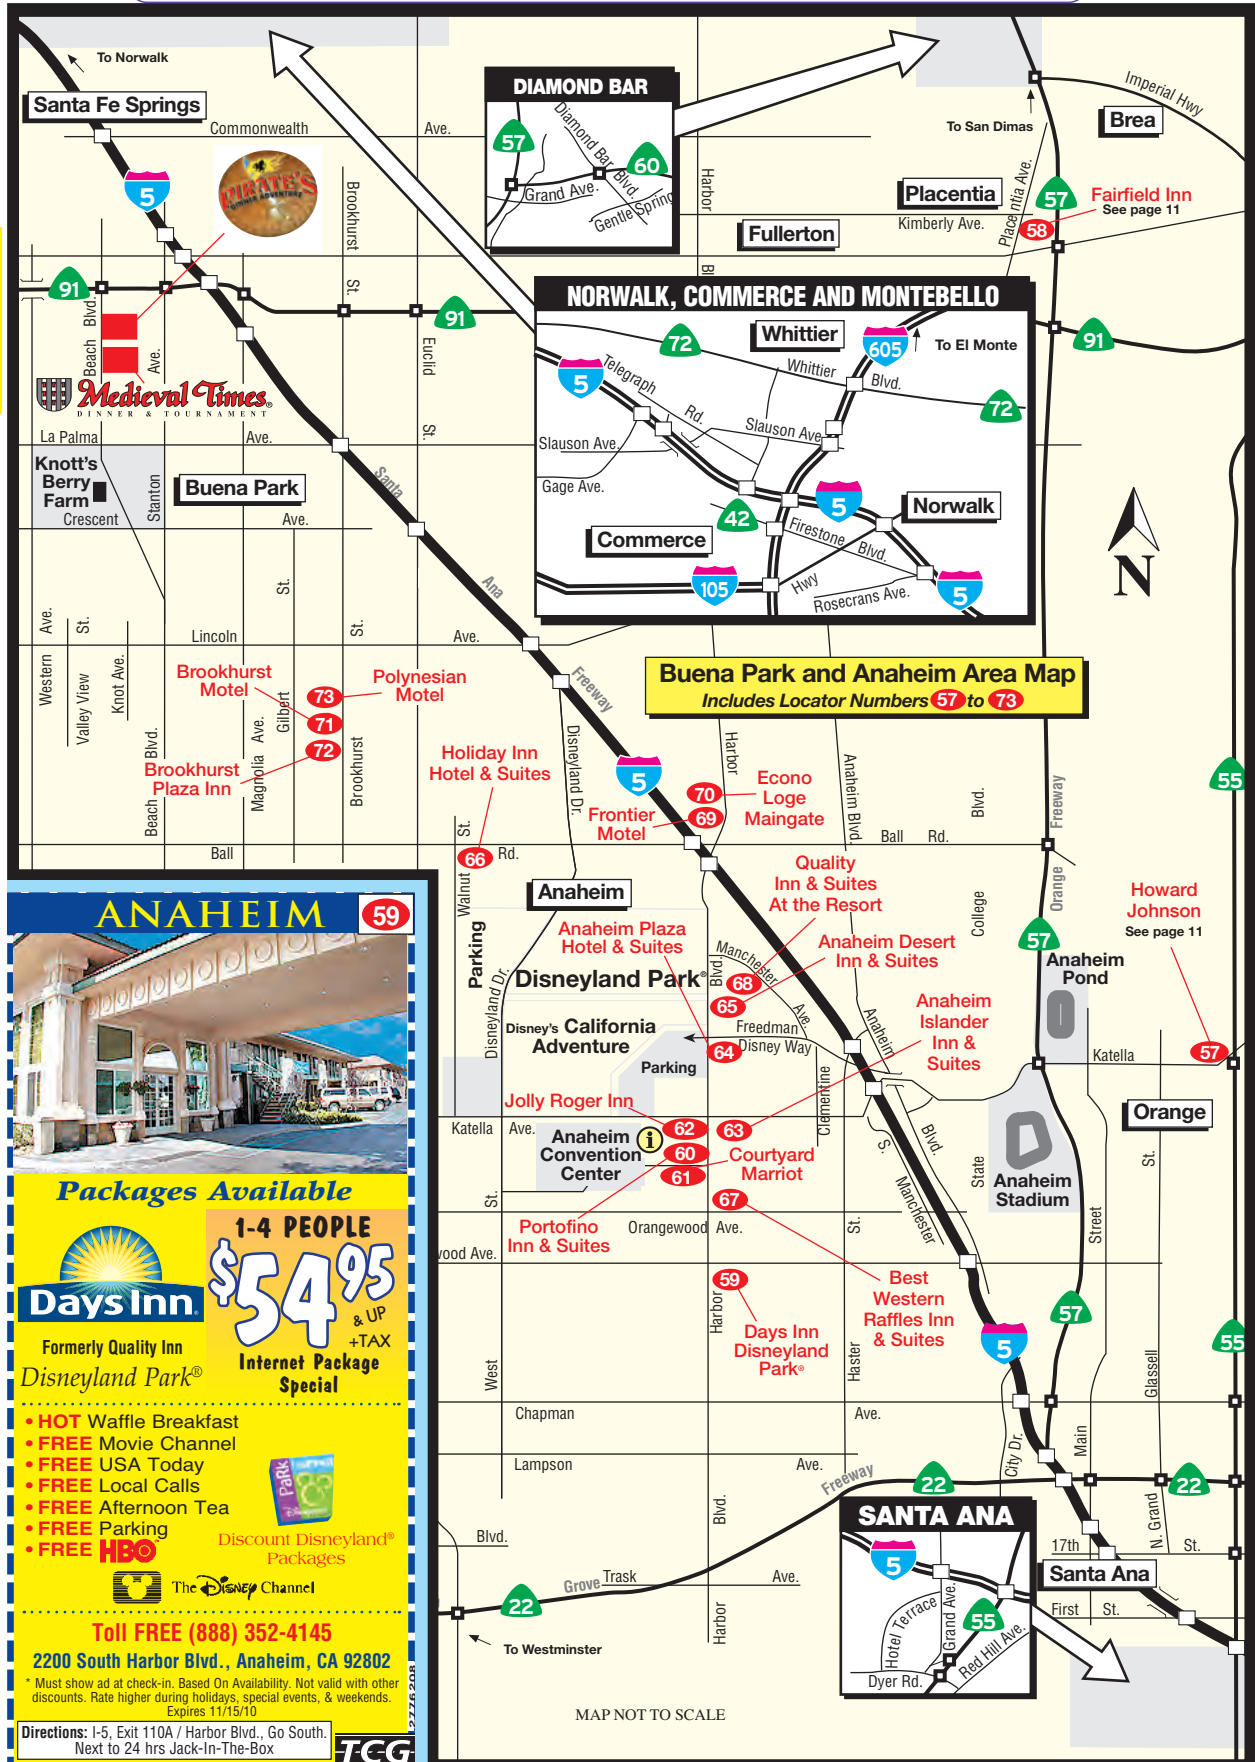 To Norwalk
Santa Fe Springs
Commonwealth
Ave.
5
PIRATE'S
DINNER ADVENTURE
Brookhurst
St.
DIAMOND BAR
57
60
Diamond Bar
Blvd.
Grand Ave.
Gentle Spring
Harbor
Bl
To San Dimas
Imperial Hwy
Brea
Placentia
Placentia Ave.
57
Kimberly Ave.
58
Fairfield Inn
See page 11
Fullerton
91
Beach Blvd.
Ave.
91
Euclid
St.
91
Medieval Times
DINNER & TOURNAMENT
La Palma
Ave.
Knott's
Berry
Farm
Crescent
Ave.
Stanton
Buena Park
Santa
Ana
Freeway
NORWALK, COMMERCE AND MONTEBELLO
72
Whittier
605
To El Monte
5
Telegraph
Rd.
Whittier
Blvd.
72
Slauson Ave.
Slauson Ave.
Gage Ave.
42
5
Norwalk
Commerce
Firestone Blvd.
105
Hwy
Rosecrans Ave.
5
N
Western
Ave.
Valley View
St.
Knot Ave.
Lincoln
Ave.
St.
St.
Gilbert
Beach
Blvd.
Magnolia
Ave.
Brookhurst
Brookhurst
Motel
73
Polynesian
Motel
71
72
Brookhurst
Plaza Inn
Ball
Rd.
Buena Park and Anaheim Area Map
Includes Locator Numbers 57 to 73
Holiday Inn
Hotel & Suites
66
Walnut
St.
Disneyland Dr.
5
Harbor
Anaheim Blvd.
Blvd.
College
Orange
Freeway
55
70
Econo
Loge
Maingate
Frontier
Motel
69
Ball Rd.
Anaheim
Quality
Inn & Suites
At the Resort
Howard
Johnson
See page 11
Anaheim Plaza
Hotel & Suites
Anaheim Desert
Inn & Suites
57
Anaheim
Pond
Parking
Disneyland Park®
Blvd.
Manchester
Ave.
68
65
Disneyland Dr.
Disney's California
Adventure
Freedman
Disney Way
64
Parking
Anaheim
Blvd.
Anaheim
Islander
Inn &
Suites
Katella
57
Clementine
Jolly Roger Inn
Katella
Ave.
Anaheim
Convention
Center
i
62
60
61
63
Courtyard
Marriot
S.
Manchester
State
Anaheim
Stadium
Orange
St.
Street
67
Portofino
Inn & Suites
St.
Orangewood Ave.
St.
wood Ave.
59
Harbor
Days Inn
Disneyland
Park®
Best
Western
Raffles Inn
& Suites
Haster
57
5
55
West
Glassell
Chapman
Ave.
City Dr.
Main
Lampson
Ave.
Freeway
22
22
Blvd.
Blvd.
SANTA ANA
5
Hotel Terrace
Grand Ave.
55
Dyer Rd.
Red Hill Ave.
N. Grand
17th
St.
Santa Ana
First
St.
22
Grove
Trask
Ave.
Harbor
To Westminster
MAP NOT TO SCALE
ANAHEIM
59
Packages Available
Days Inn
Formerly Quality Inn
Disneyland Park®
1-4 PEOPLE
$54 95
& UP
+TAX
Internet Package
Special
• HOT Waffle Breakfast
• FREE Movie Channel
• FREE USA Today
• FREE Local Calls
• FREE Afternoon Tea
• FREE Parking
• FREE HBO
PaRk
Discount Disneyland®
Packages
The Disney Channel
Toll FREE (888) 352-4145
2200 South Harbor Blvd., Anaheim, CA 92802
* Must show ad at check-in. Based On Availability. Not valid with other
discounts. Rate higher during holidays, special events, & weekends.
Expires 11/15/10
Directions: I-5, Exit 110A / Harbor Blvd., Go South.
Next to 24 hrs Jack-In-The-Box
TCG